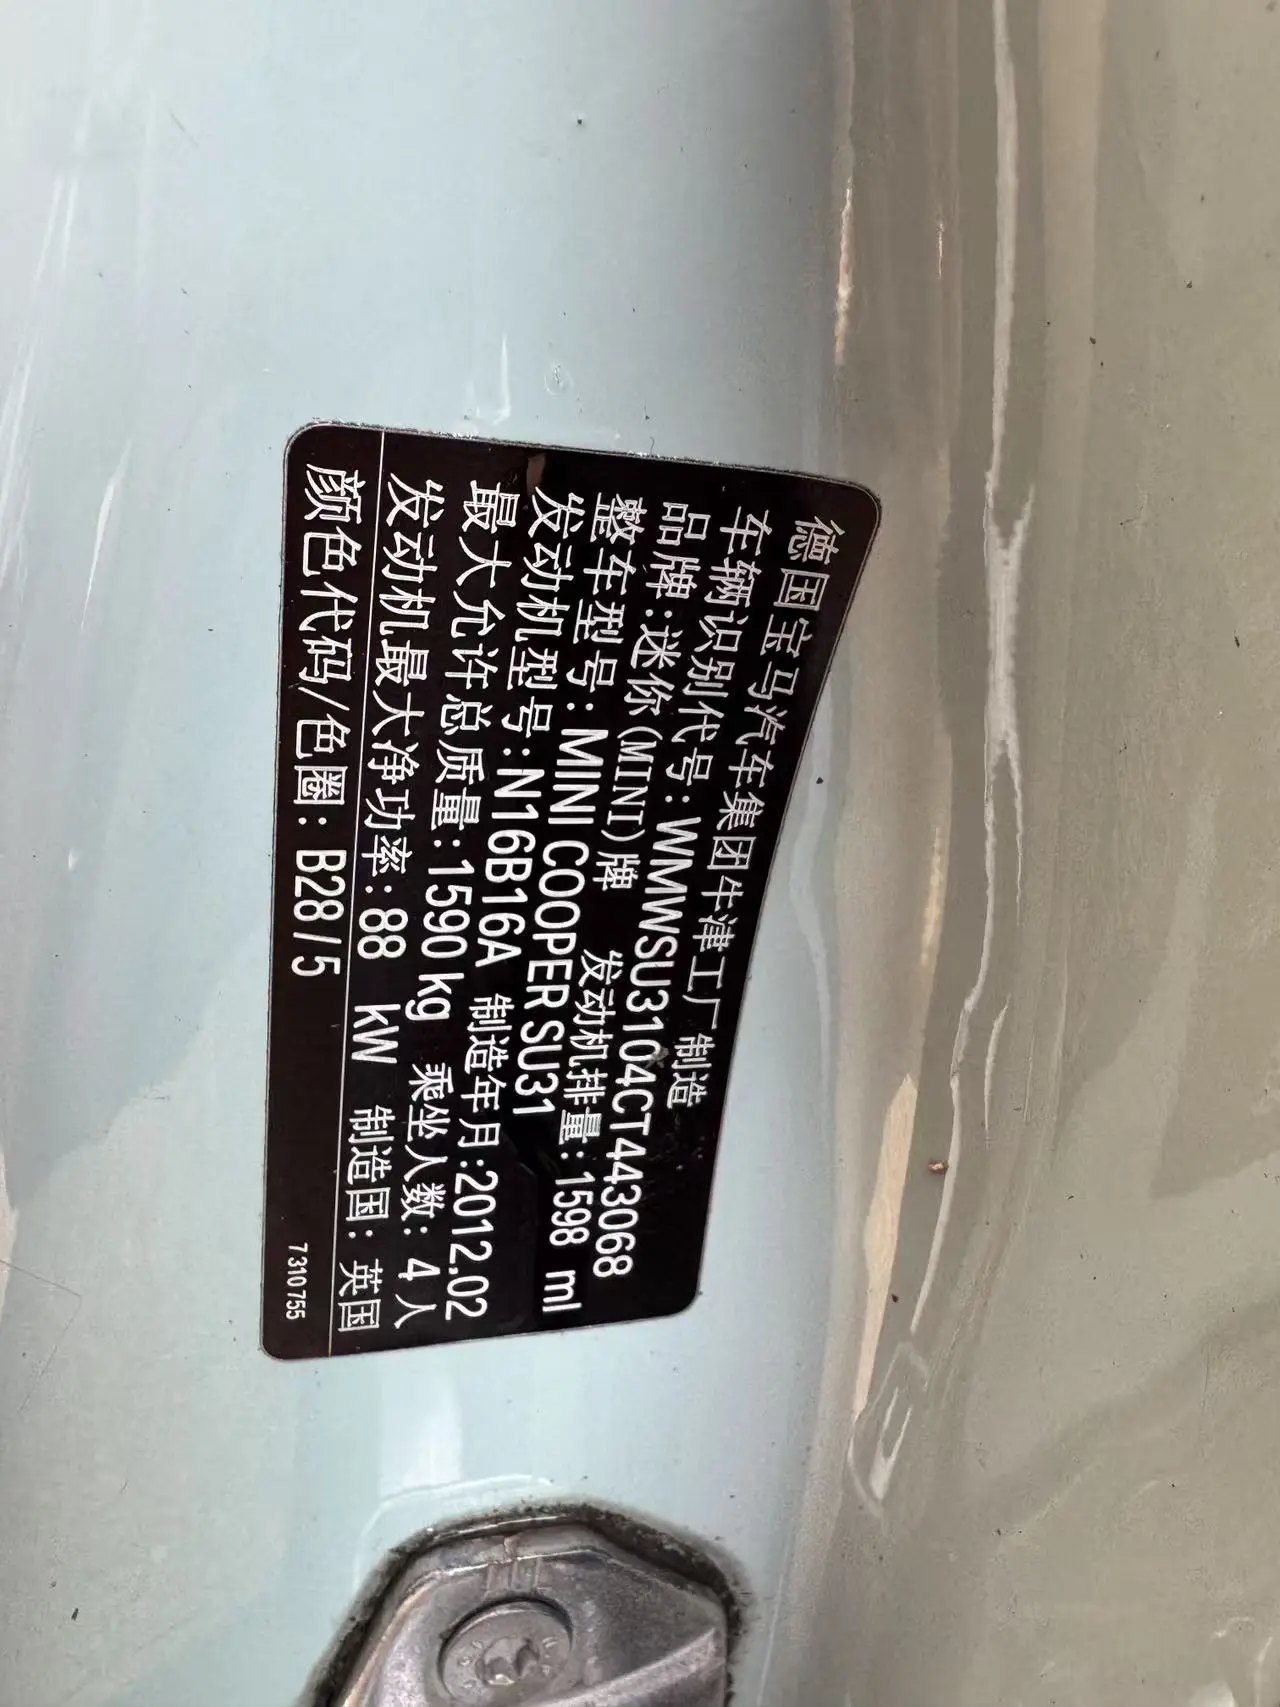 德国宝马汽车集团牛津工厂制造
车辆识别代号:WMWSU3104CT443068
品牌:迷你(MINI)牌 发动机排量:1598 ml
整车型号:MINI COOPER SU31
发动机型号:N16B16A 制造年月:2012.02
最大允许总质量:1590 kg 乘坐人数:4人
发动机最大净功率:88 kW 制造国:英国
颜色代码/色圈:B28/5
7310755